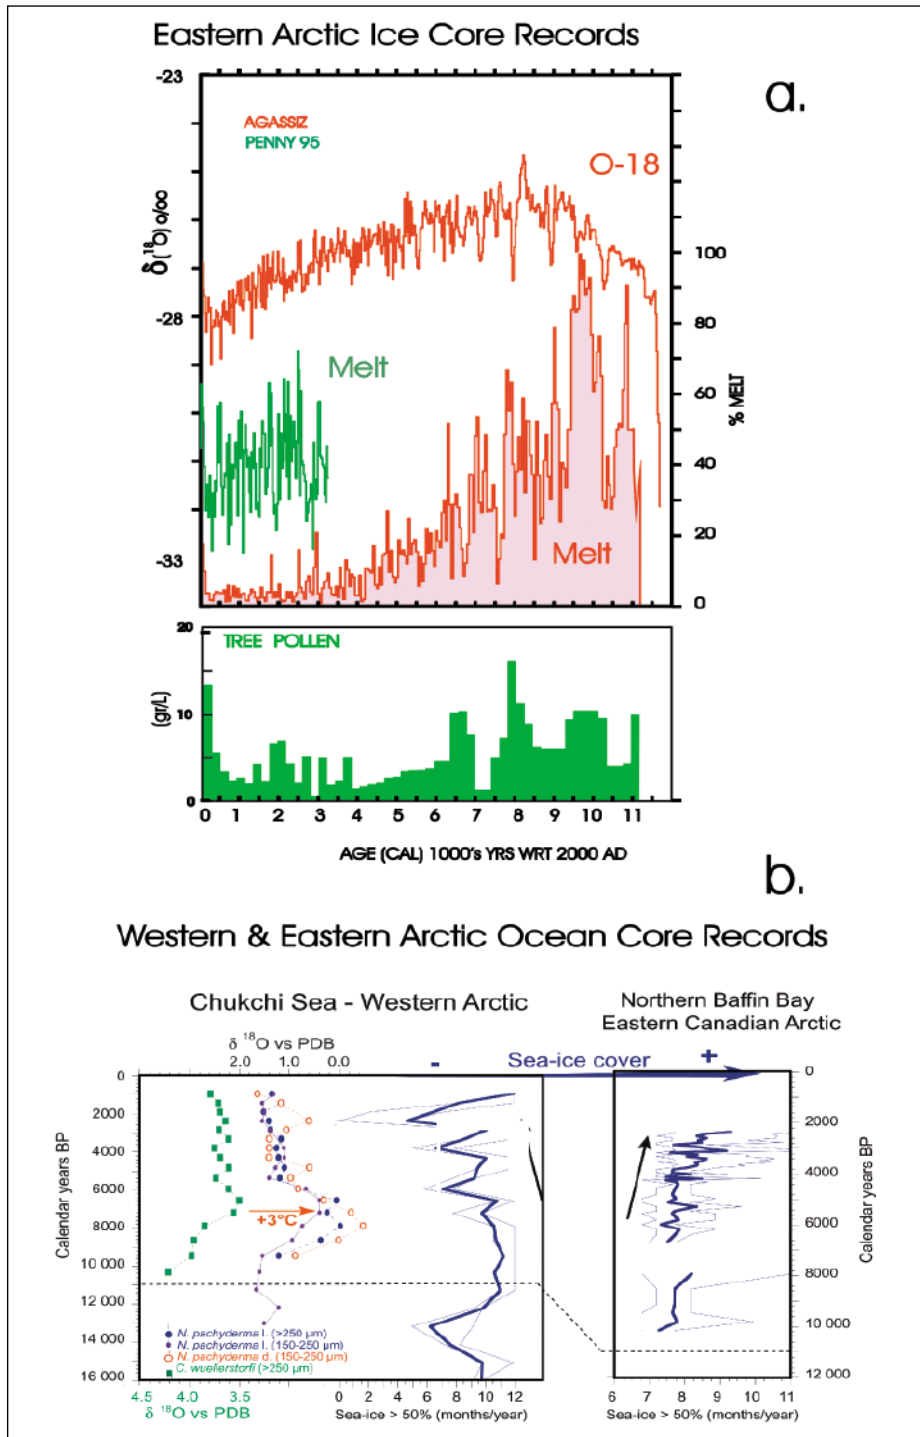 Eastern Arctic Ice Core Records
a.
-23
AGASSIZ
PENNY 95
O-18
δ(¹⁸O) o/oo
100
-28
80
Melt
60
% MELT
40
20
-33
Melt
0
20
TREE POLLEN
(gr/L)
10
0
0 1 2 3 4 5 6 7 8 9 10 11
AGE (CAL) 1000's YRS WRT 2000 AD
b.
Western & Eastern Arctic Ocean Core Records
Chukchi Sea - Western Arctic
Northern Baffin Bay
Eastern Canadian Arctic
δ ¹⁸O vs PDB
2.0 1.0 0.0
- Sea-ice cover +
0
2000
4000
6000
8000
10 000
12 000
14 000
16 000
Calendar years BP
+3°C
N. pachyderma l. (>250 µm)
N. pachyderma l. (150-250 µm)
N. pachyderma d. (150-250 µm)
C. wuellerstorfi (>250 µm)
4.5 4.0 3.5
δ ¹⁸O vs PDB
0 2 4 6 8 10 12
Sea-ice > 50% (months/year)
0
2000
4000
6000
8000
10 000
12 000
Calendar years BP
6 7 8 9 10 11
Sea-ice > 50% (months/year)